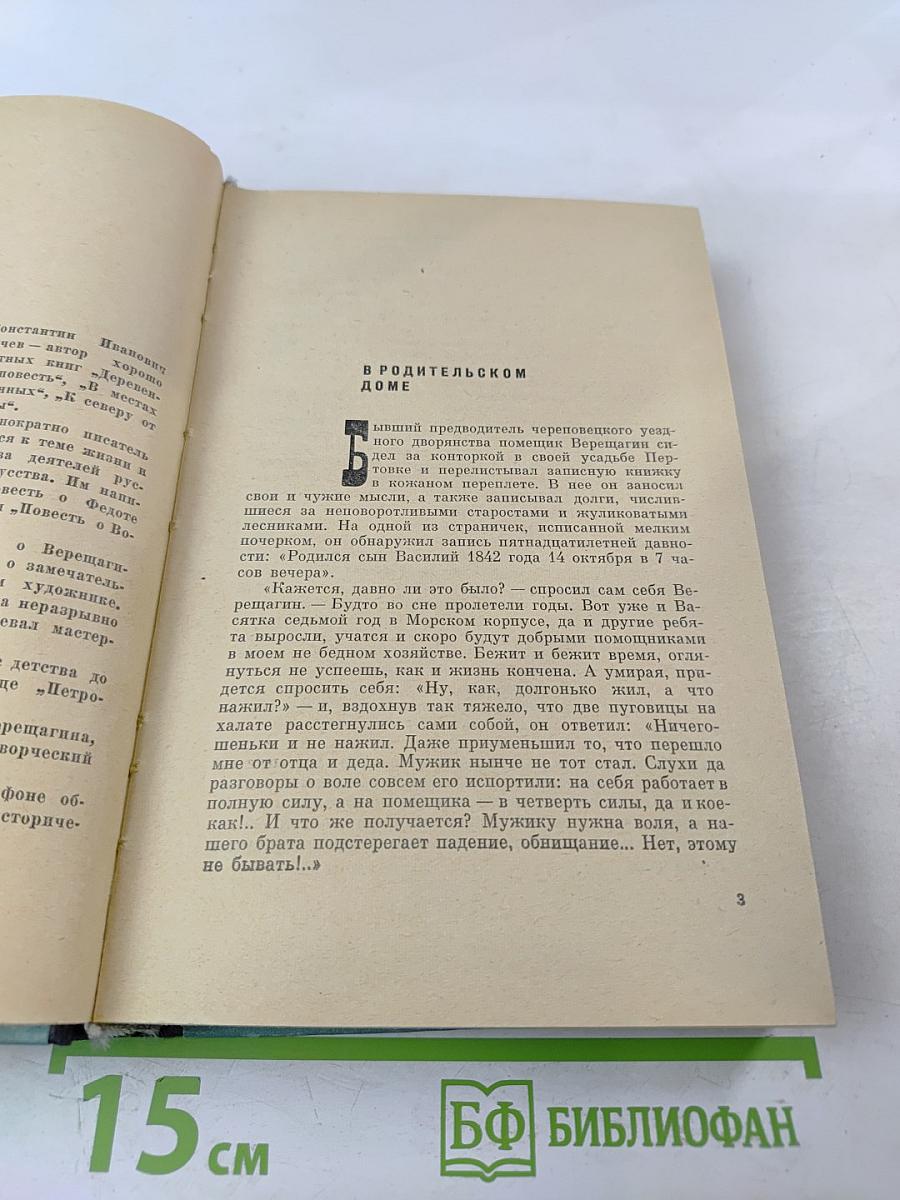 онстантин Иванович
чев — автор хорошо
тных книг „Деревен-
повесть“, „В местах
нных“, „К северу от
ы“.
нократно писатель
ся к теме жизни и
ва деятелей рус-
усства. Им напи-
овесть о Федоте
и „Повесть о Во-
о Верещаги-
о замечатель-
м художнике.
а неразрывно
евал мастер-
е детства до
це „Петро-
ерещагина,
ворческий
фоне об-
сториче-
В РОДИТЕЛЬСКОМ
ДОМЕ
Бывший предводитель череповецкого уезд-
ного дворянства помещик Верещагин си-
дел за конторкой в своей усадьбе Пер-
товке и перелистывал записную книжку
в кожаном переплете. В нее он заносил
свои и чужие мысли, а также записывал долги, числив-
шиеся за неповоротливыми старостами и жуликоватыми
лесниками. На одной из страничек, исписанной мелким
почерком, он обнаружил запись пятнадцатилетней давно-
сти: «Родился сын Василий 1842 года 14 октября в 7 ча-
сов вечера».
«Кажется, давно ли это было? — спросил сам себя Ве-
рещагин. — Будто во сне пролетели годы. Вот уже и Ва-
сятка седьмой год в Морском корпусе, да и другие ребя-
та выросли, учатся и скоро будут добрыми помощниками
в моем не бедном хозяйстве. Бежит и бежит время, огля-
нуться не успеешь, как и жизнь кончена. А умирая, при-
дется спросить себя: «Ну, как, долгонько жил, а что
нажил?» — и, вздохнув так тяжело, что две пуговицы на
халате расстегнулись сами собой, он ответил: «Ничего-
шеньки и не нажил. Даже приуменьшил то, что перешло
мне от отца и деда. Мужик нынче не тот стал. Слухи да
разговоры о воле совсем его испортили: на себя работает в
полную силу, а на помещика — в четверть силы, да и кое-
как!.. И что же получается? Мужику нужна воля, а на-
шего брата подстерегает падение, обнищание... Нет, этому
не бывать!..»
3
15 см
БФ БИБЛИОФАН